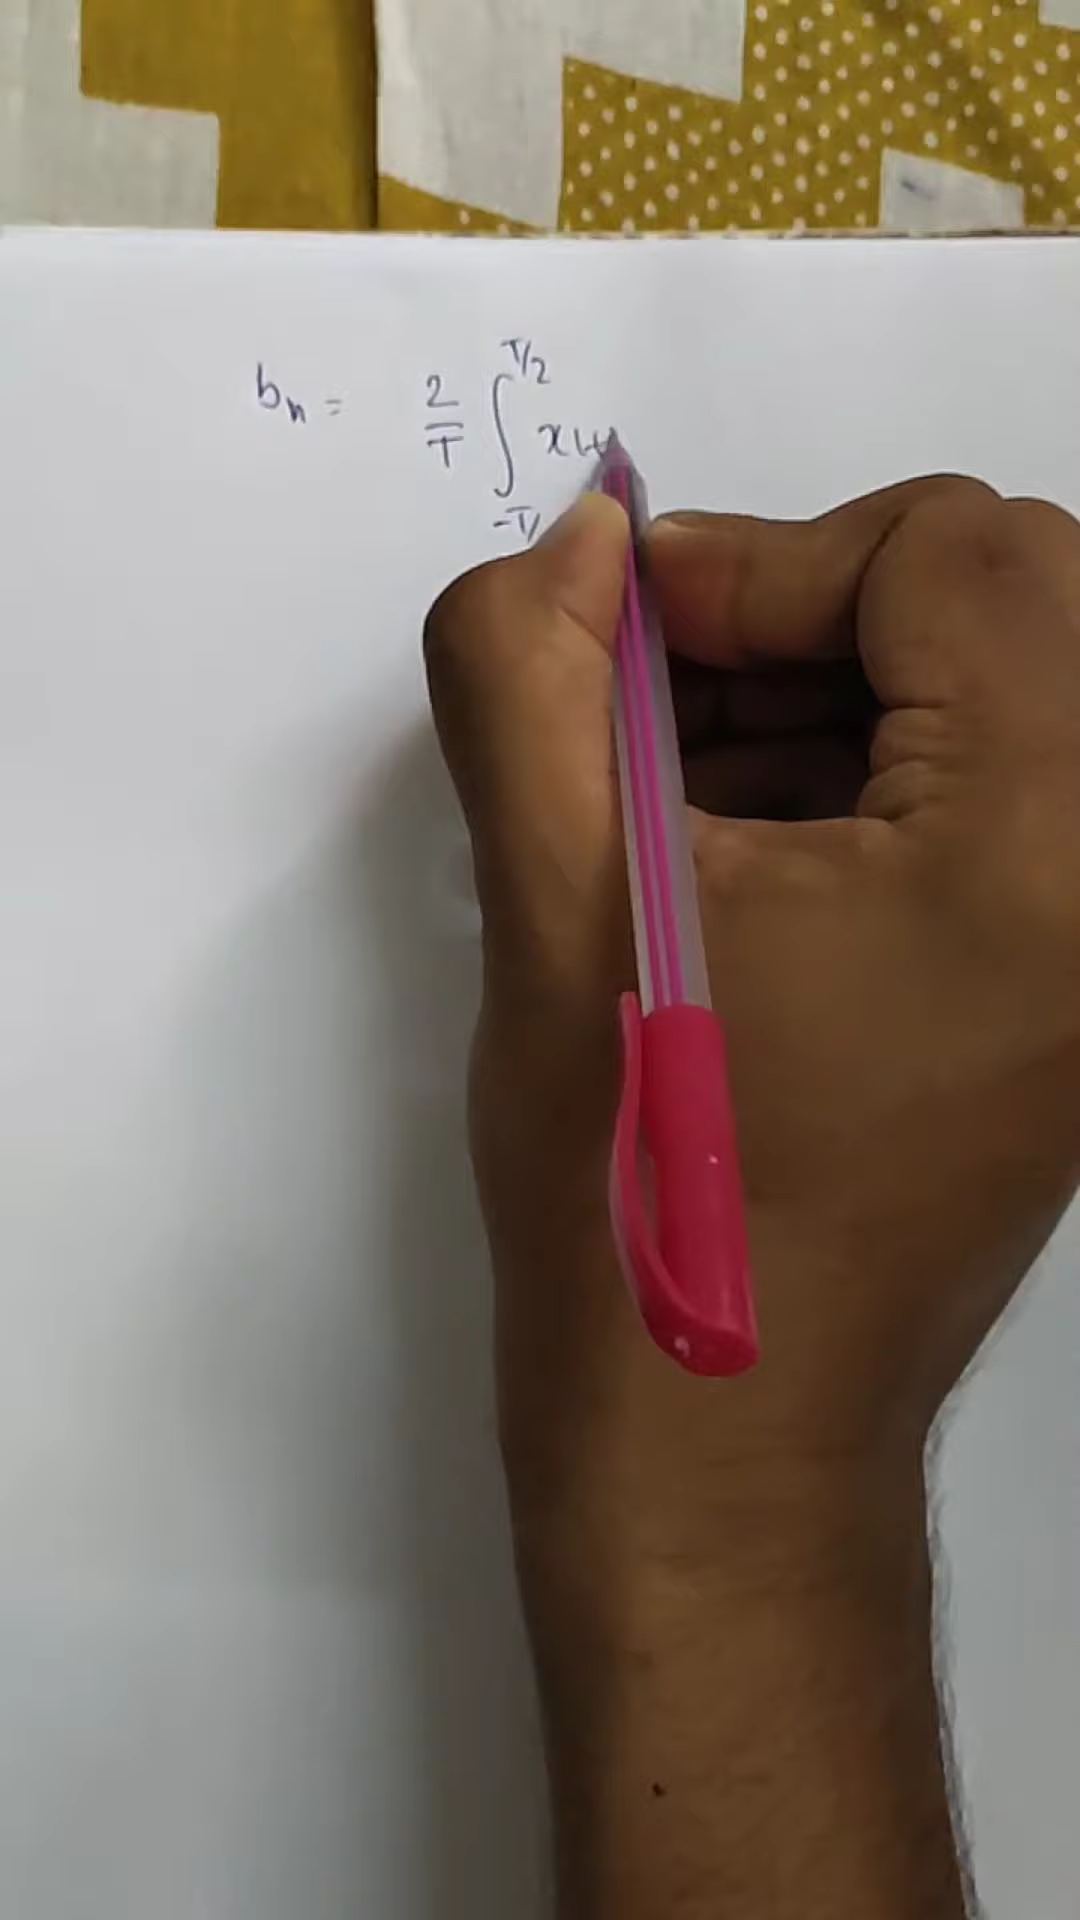 bn = 2/T ∫_{-T/}^{T/2} x(t)